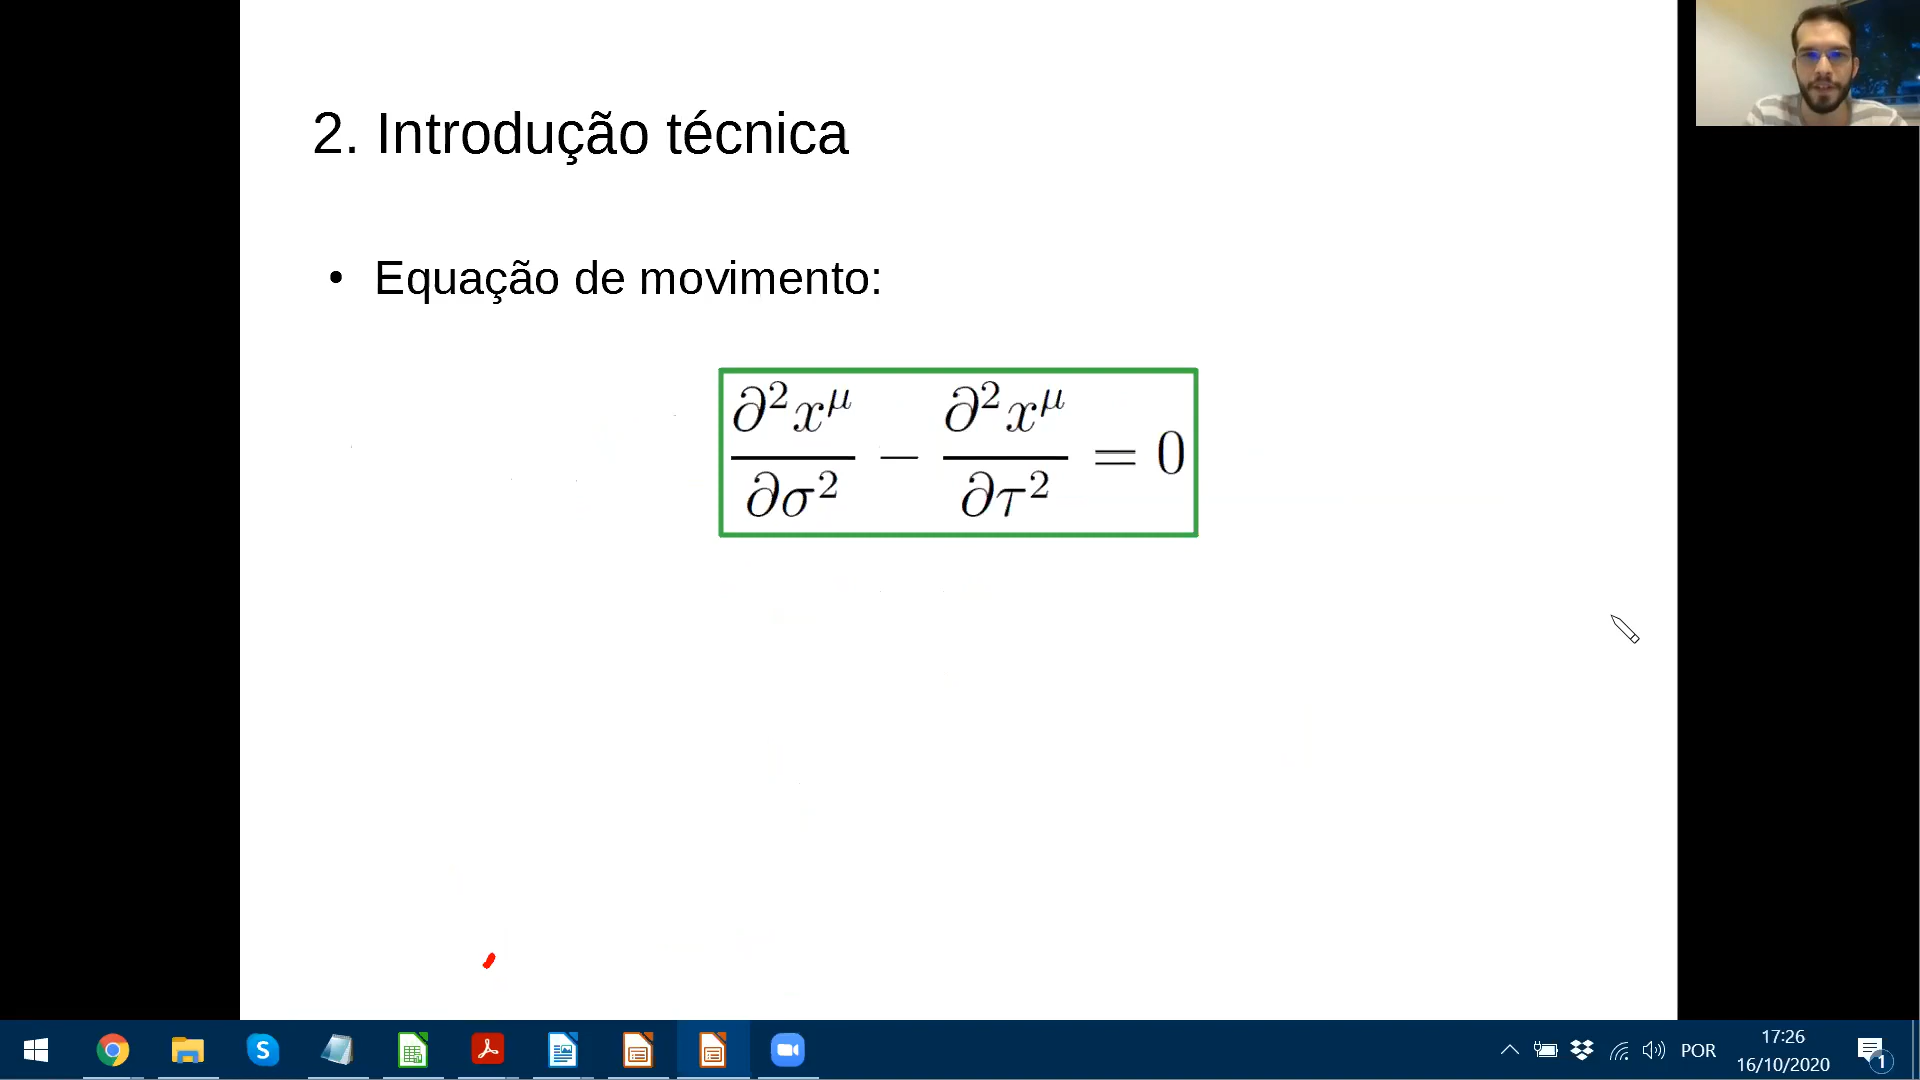 2. Introdução técnica
• Equação de movimento:
∂²x^μ/∂σ² − ∂²x^μ/∂τ² = 0
POR
17:26
16/10/2020
1